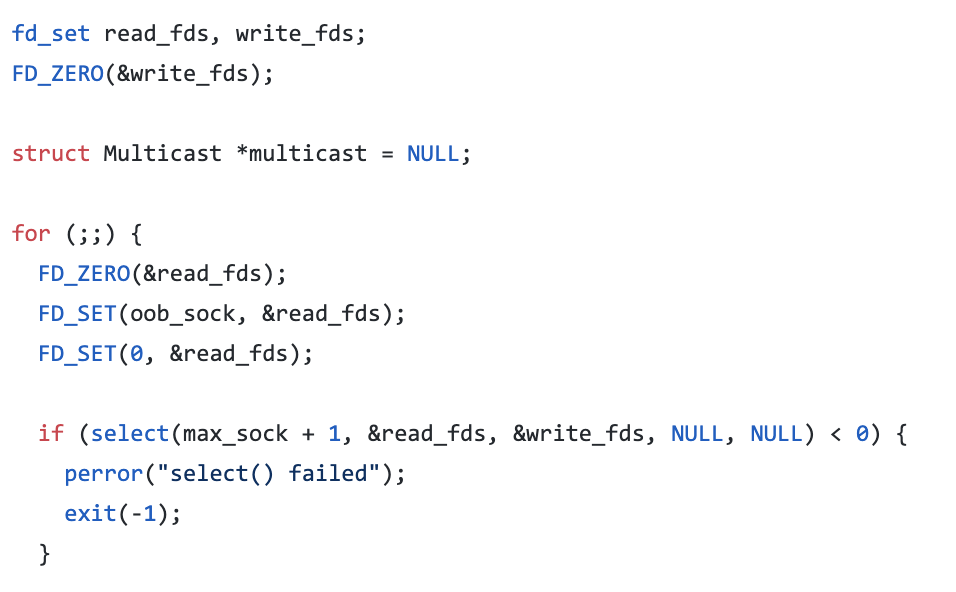 fd_set read_fds, write_fds;
FD_ZERO(&write_fds);
struct Multicast *multicast = NULL;
for (;;) {
FD_ZERO(&read_fds);
FD_SET(oob_sock, &read_fds);
FD_SET(0, &read_fds);
if (select(max_sock + 1, &read_fds, &write_fds, NULL, NULL) < 0) {
perror("select() failed");
exit(-1);
}